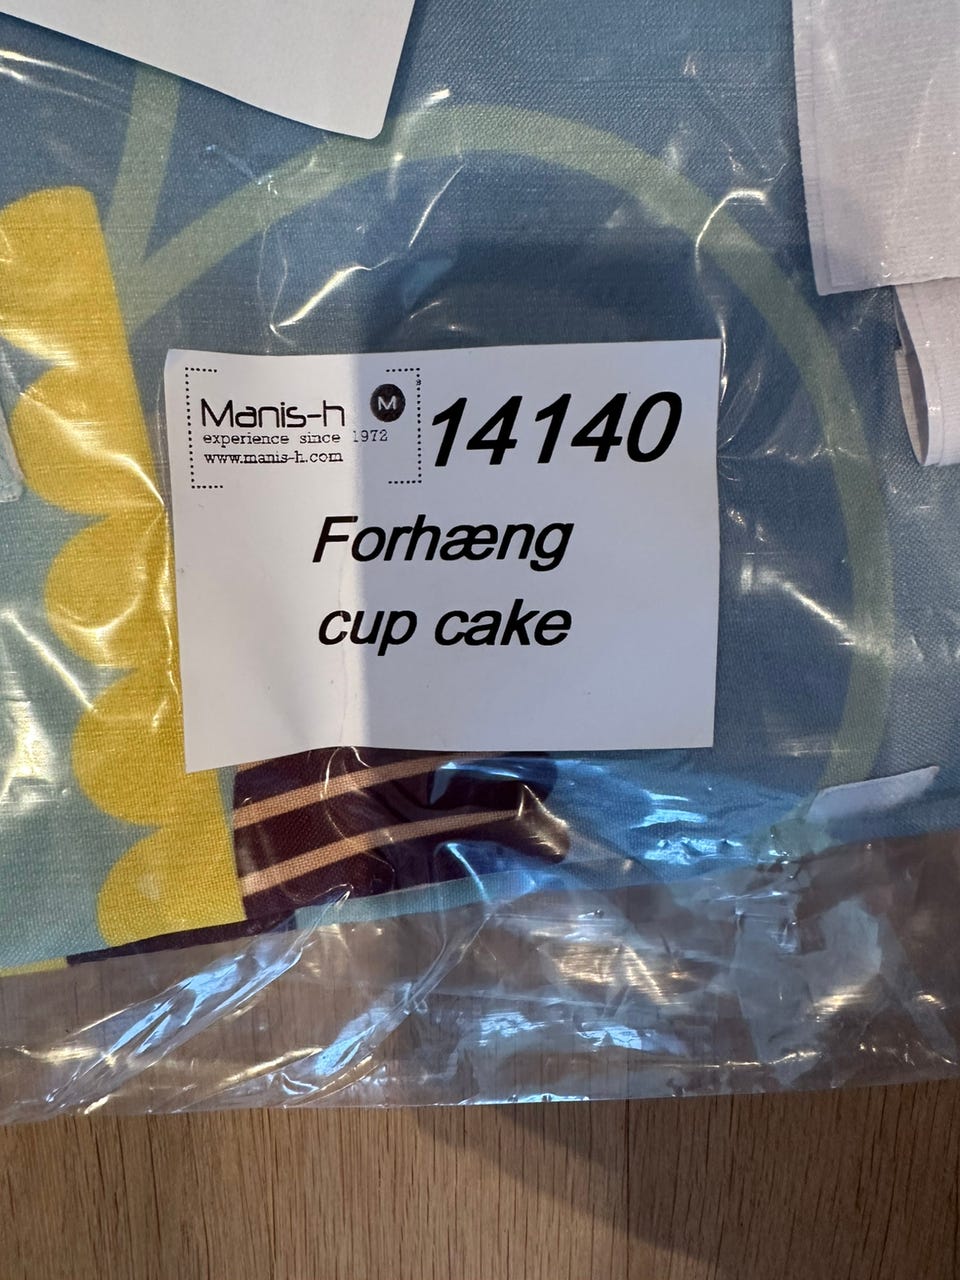 Manis-h
M
experience since 1972
www.manis-h.com
14140
Forhæng
cup cake